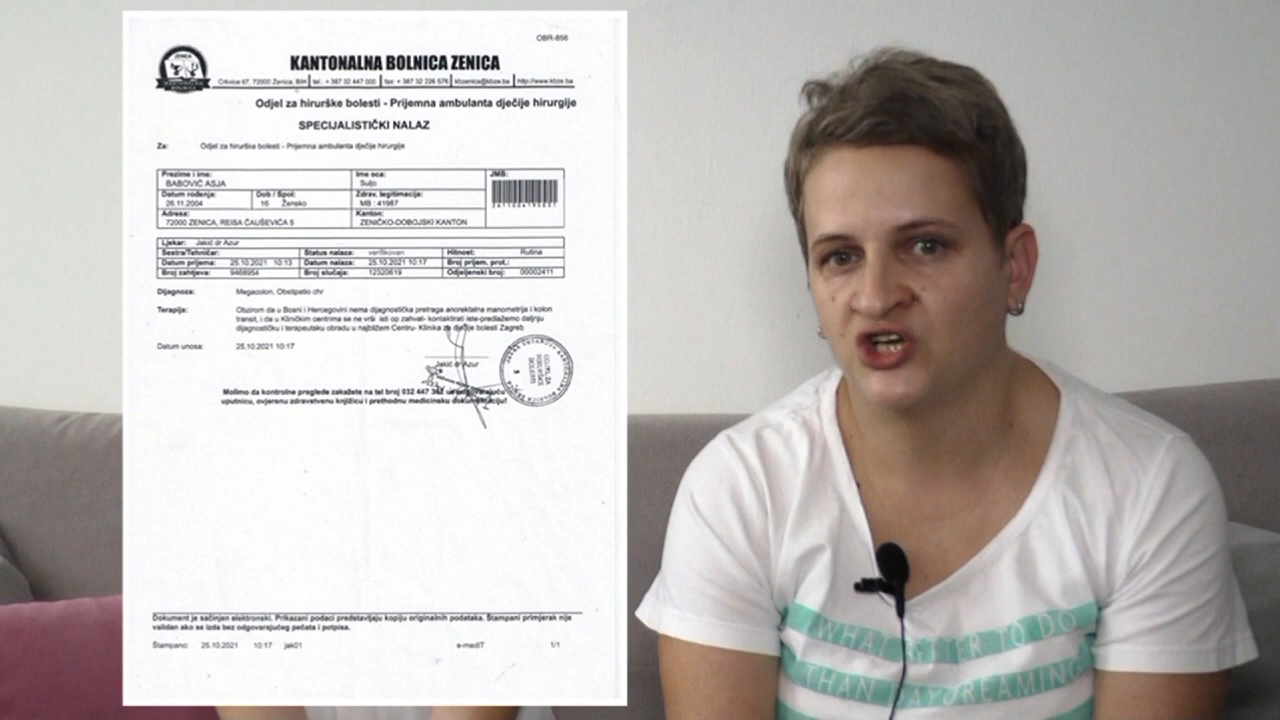 OBR-856
ZENICA
KANTONALNA BOLNICA ZENICA
Crkvice 67, 72000 Zenica, BiH tel.: +387 32 447 000 fax: +387 32 226 576 kbzenica@kbze.ba http://www.kbze.ba
Odjel za hirurške bolesti - Prijemna ambulanta dječije hirurgije
SPECIJALISTIČKI NALAZ
Za: Odjel za hirurške bolesti - Prijemna ambulanta dječije hirurgije
Prezime i ime: Ime oca: JMB:
BABOVIĆ ASJA Suljo
Datum rođenja: Dob / Spol: Zdrav. legitimacija:
26.11.2004 16 Žensko MB : 41987
Adresa: Kanton:
72000 ZENICA, REISA ČAUŠEVIĆA 5 ZENIČKO-DOBOJSKI KANTON
Ljekar: Jakić dr Azur
Sestra/Tehničar: Status nalaza: verifikovan Hitnost: Rutina
Datum prijema: 25.10.2021 10:13 Datum nalaza: 25.10.2021 10:17 Broj prijem. prot.:
Broj zahtjeva: 9468954 Broj slučaja: 12320619 Odjeljenski broj: 00002411
Dijagnoza: Megacolon, Obstipatio chr
Terapija: Obzirom da u Bosni i Hercegovini nema dijagnostička pretraga anorektalna manometrija i kolon
transit, i da u Kliničkim centrima se ne vrši isti op zahvat- kontaktirati iste-predlažemo daljnju
dijagnostičku i terapeutsku obradu u najbližem Centru- Klinka za dječije bolesti Zagreb
Datum unosa: 25.10.2021 10:17
Jakić dr Azur
Molimo da kontrolne preglede zakažete na tel broj 032 447
uputnicu, ovjerenu zdravstvenu knjižicu i prethodnu medicinsku dokumentaciju!
Dokument je sačinjen elektronski. Prikazani podaci predstavljaju kopiju originalnih podataka. Štampani primjerak nije
validan ako se izda bez odgovarajućeg pečata i potpisa.
Štampano: 25.10.2021 10:17 jak01 e-medIT 1/1
WHAT TO DO
THAN DAYDREAMING